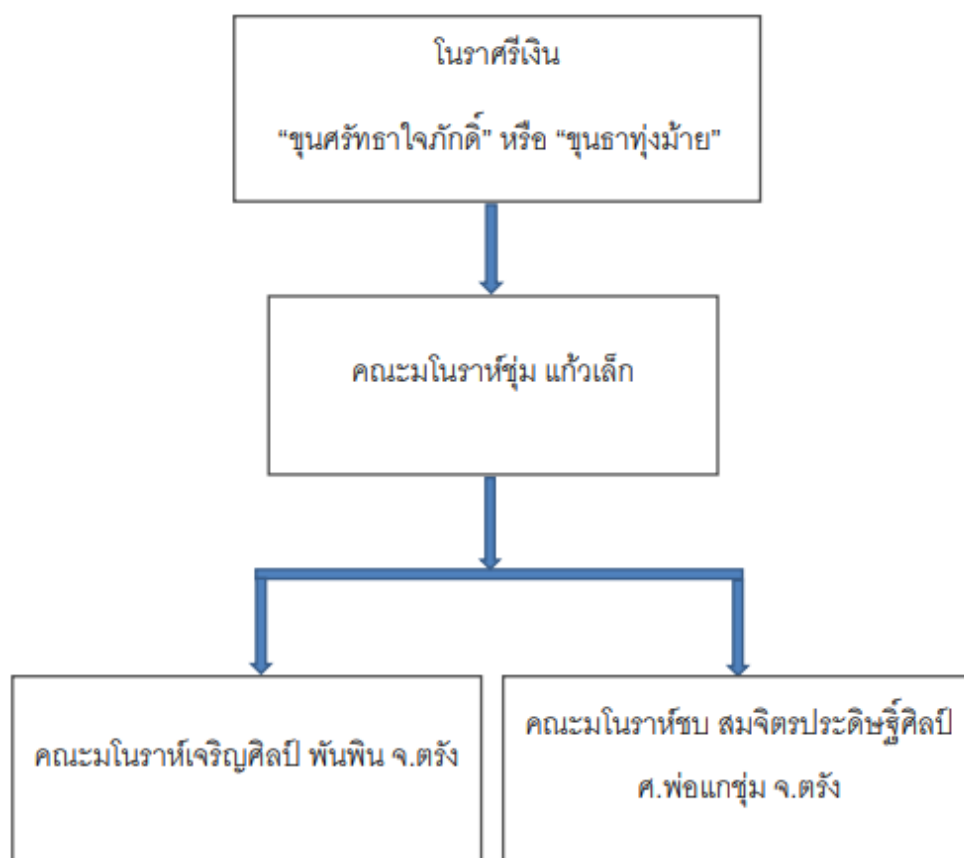 โนราศรีเงิน
“ขุนศรัทธาใจภักดิ์” หรือ “ขุนธาทุ่งม้าย”
คณะมโนราห์ชุ่ม แก้วเล็ก
คณะมโนราห์เจริญศิลป์ พันพิน จ.ตรัง
คณะมโนราห์ชบ สมจิตรประดิษฐิ์ศิลป์
ศ.พ่อแกชุ่ม จ.ตรัง